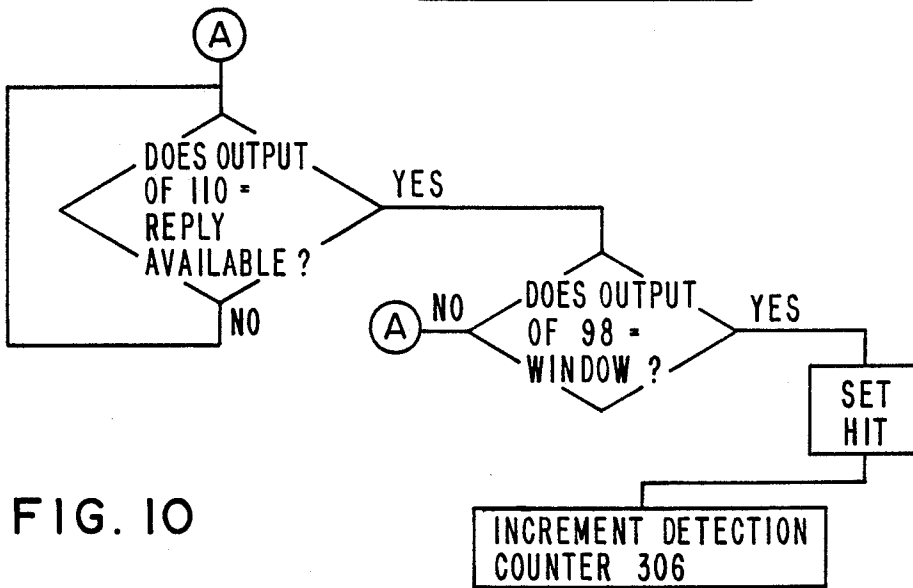 A
DOES OUTPUT
OF 110 =
REPLY
AVAILABLE ?
YES
NO
A
NO
DOES OUTPUT
OF 98 =
WINDOW ?
YES
SET
HIT
INCREMENT DETECTION
COUNTER 306
FIG. 10